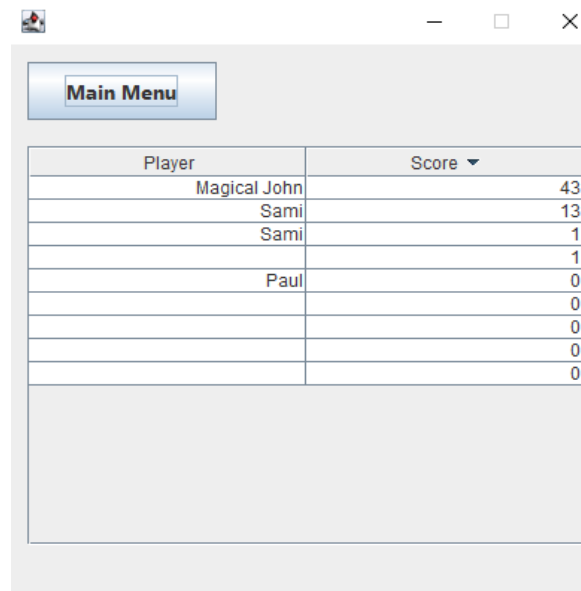 Main Menu
Player Score
Magical John 43
Sami 13
Sami 1
1
Paul 0
0
0
0
0